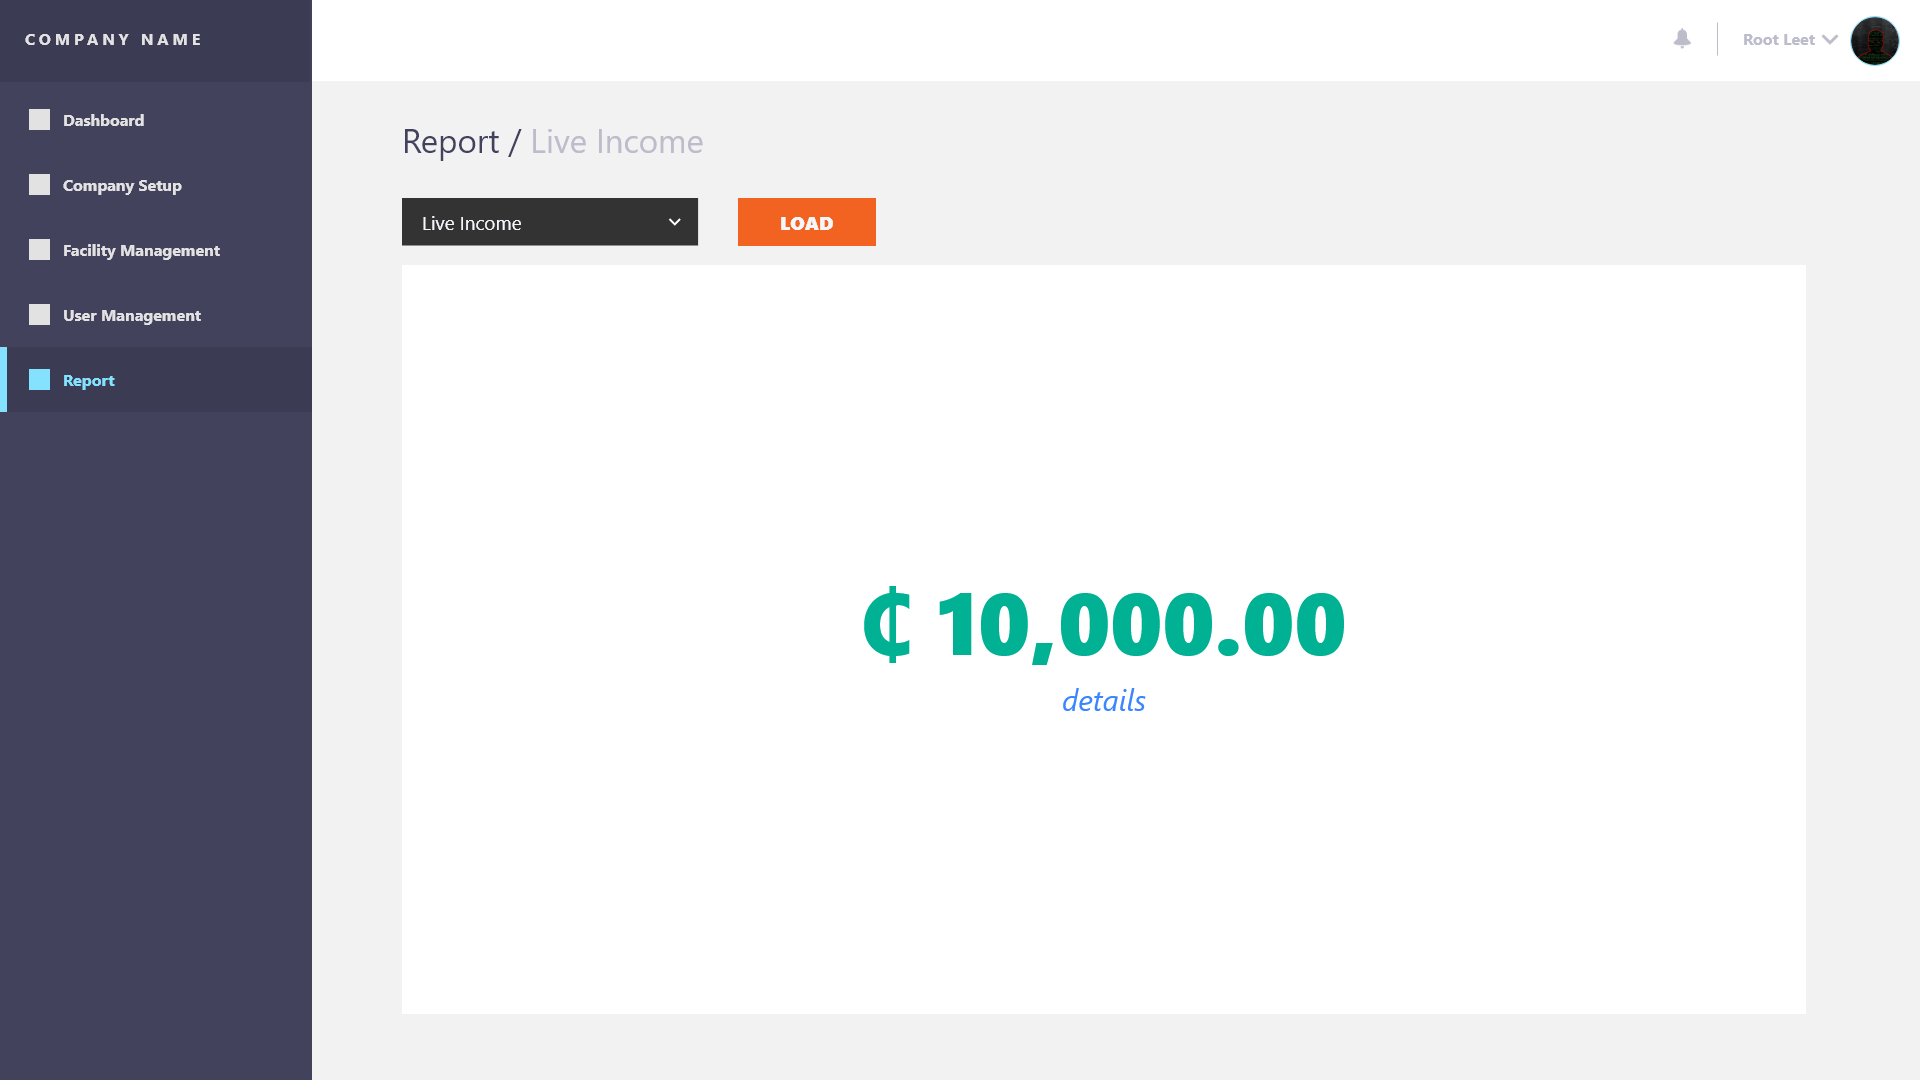 COMPANY NAME
Root Leet
Dashboard
Company Setup
Facility Management
User Management
Report
Report / Live Income
Live Income
LOAD
₵ 10,000.00
details